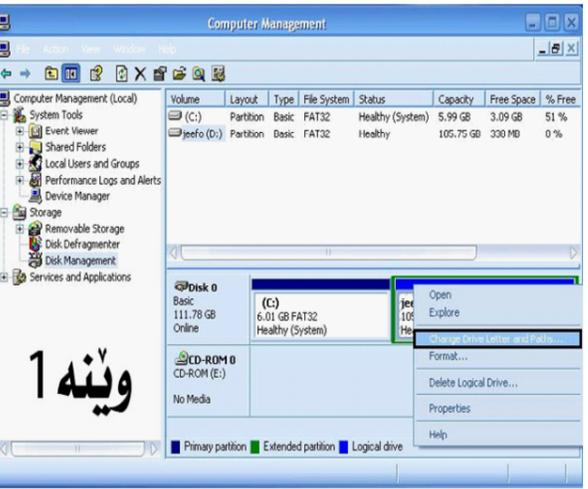 Computer Management
File Action View Window Help
Computer Management (Local)
System Tools
Event Viewer
Shared Folders
Local Users and Groups
Performance Logs and Alerts
Device Manager
Storage
Removable Storage
Disk Defragmenter
Disk Management
Services and Applications
Volume Layout Type File System Status Capacity Free Space % Free
(C:) Partition Basic FAT32 Healthy (System) 5.99 GB 3.09 GB 51 %
jeefo (D:) Partition Basic FAT32 Healthy 105.75 GB 330 MB 0 %
Disk 0
Basic
111.78 GB
Online
(C:)
6.01 GB FAT32
Healthy (System)
jee
105
Hea
Open
Explore
Change Drive Letter and Paths...
Format...
Delete Logical Drive...
Properties
Help
CD-ROM 0
CD-ROM (E:)
No Media
Primary partition Extended partition Logical drive
وێنه 1